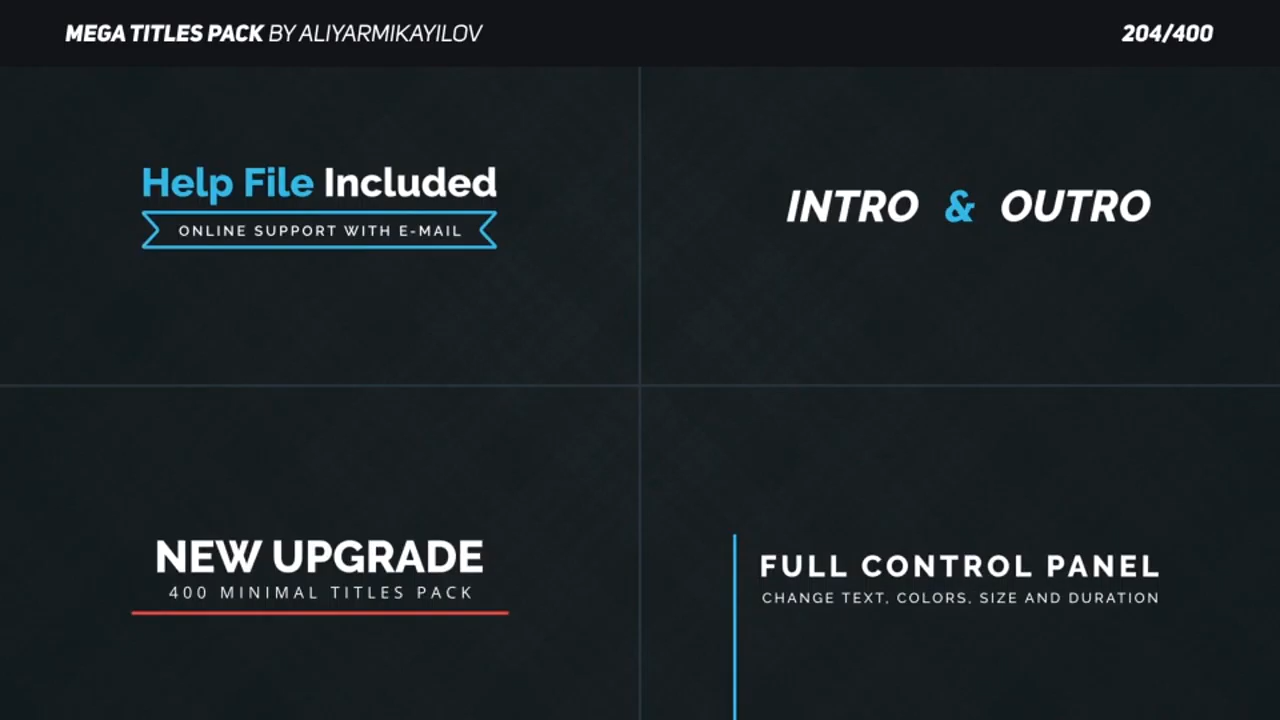 MEGA TITLES PACK BY ALIYARMIKAYILOV
204/400
Help File Included
ONLINE SUPPORT WITH E-MAIL
INTRO & OUTRO
NEW UPGRADE
400 MINIMAL TITLES PACK
FULL CONTROL PANEL
CHANGE TEXT, COLORS, SIZE AND DURATION